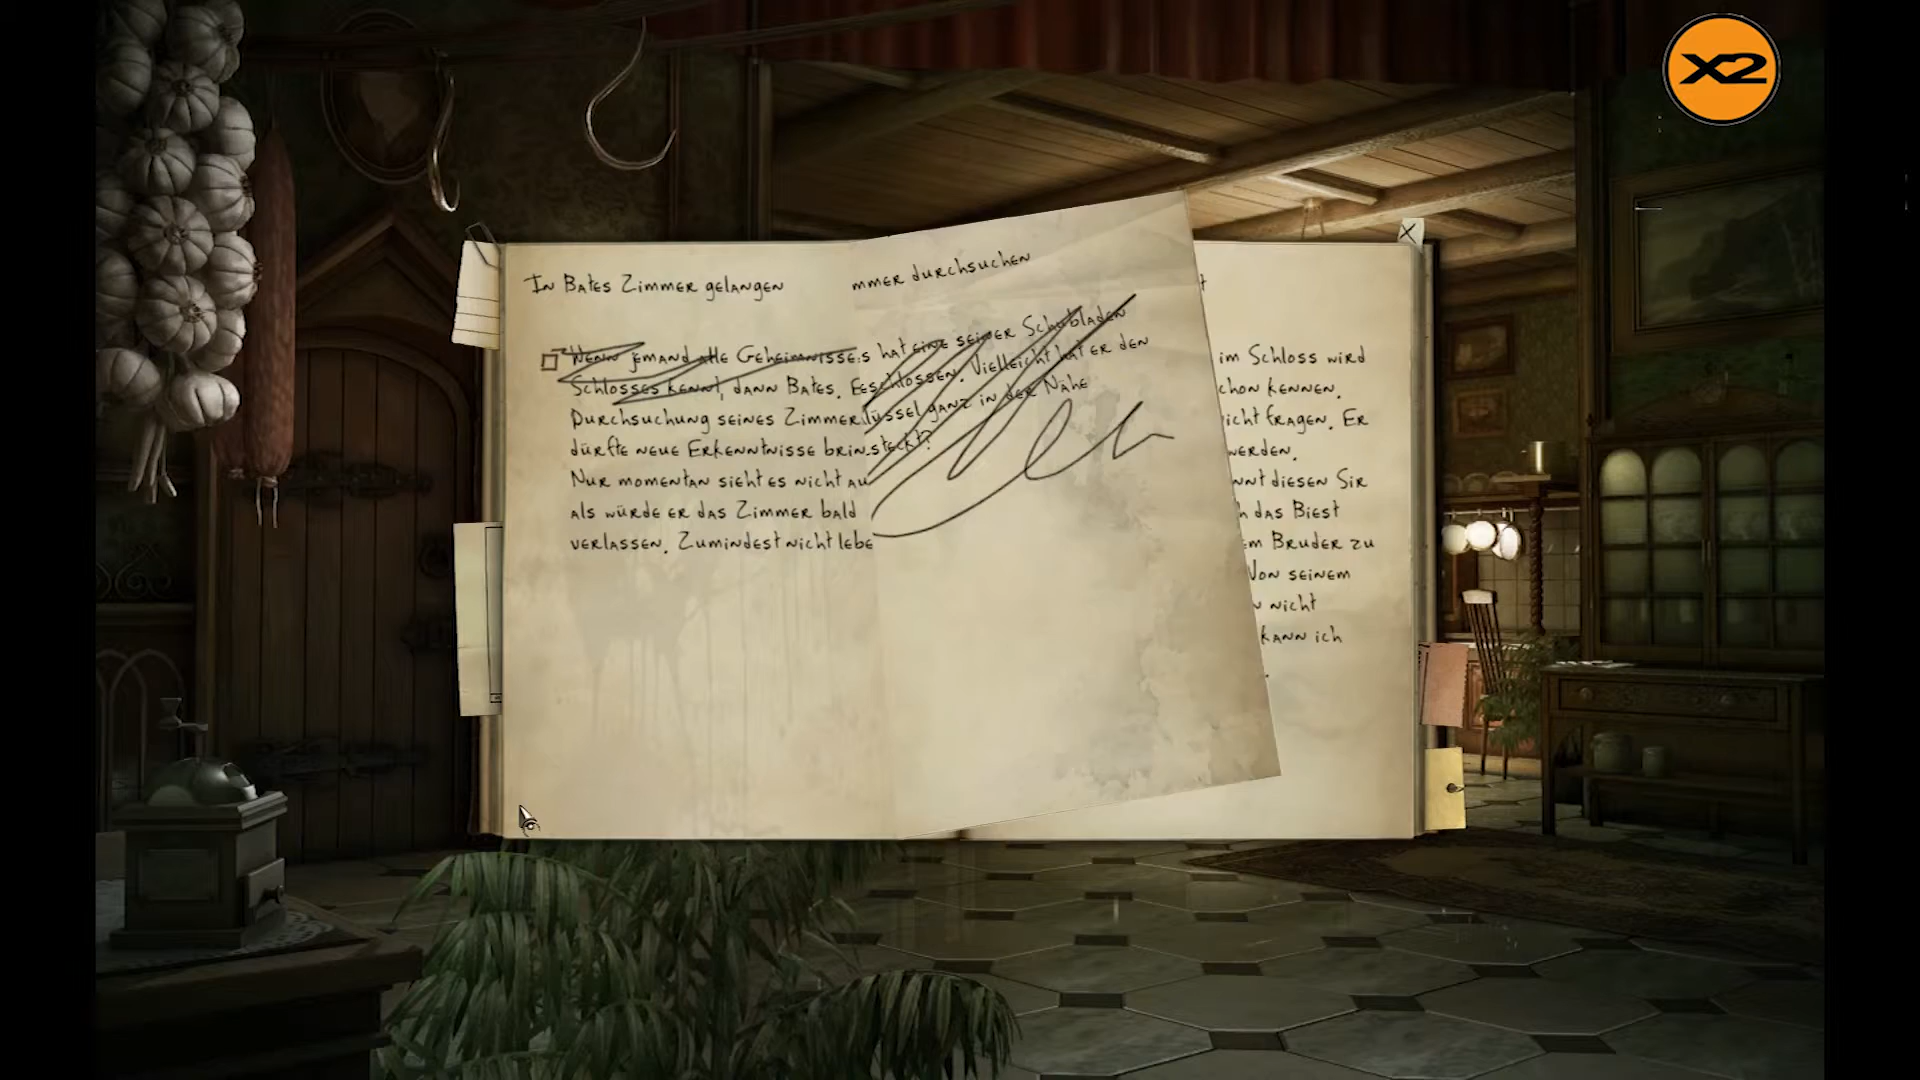 X2
In Bates Zimmer gelangen
Wenn jemand alle Geheimnisse
Schlosses kennt, dann Bates. E
Durchsuchung seines Zimmer
dürfte neue Erkenntnisse brin
Nur momentan sieht es nicht au
als würde er das Zimmer bald
verlassen. Zumindest nicht lebe
mmer durchsuchen
s hat eine seiner Schubladen
schlossen. Vielleicht hat er den
lüssel ganz in der Nähe
steckt?
im Schloss wird
chon kennen.
icht fragen. Er
werden.
nnt diesen Sir
h das Biest
em Bruder zu
Von seinem
n nicht
kann ich
X